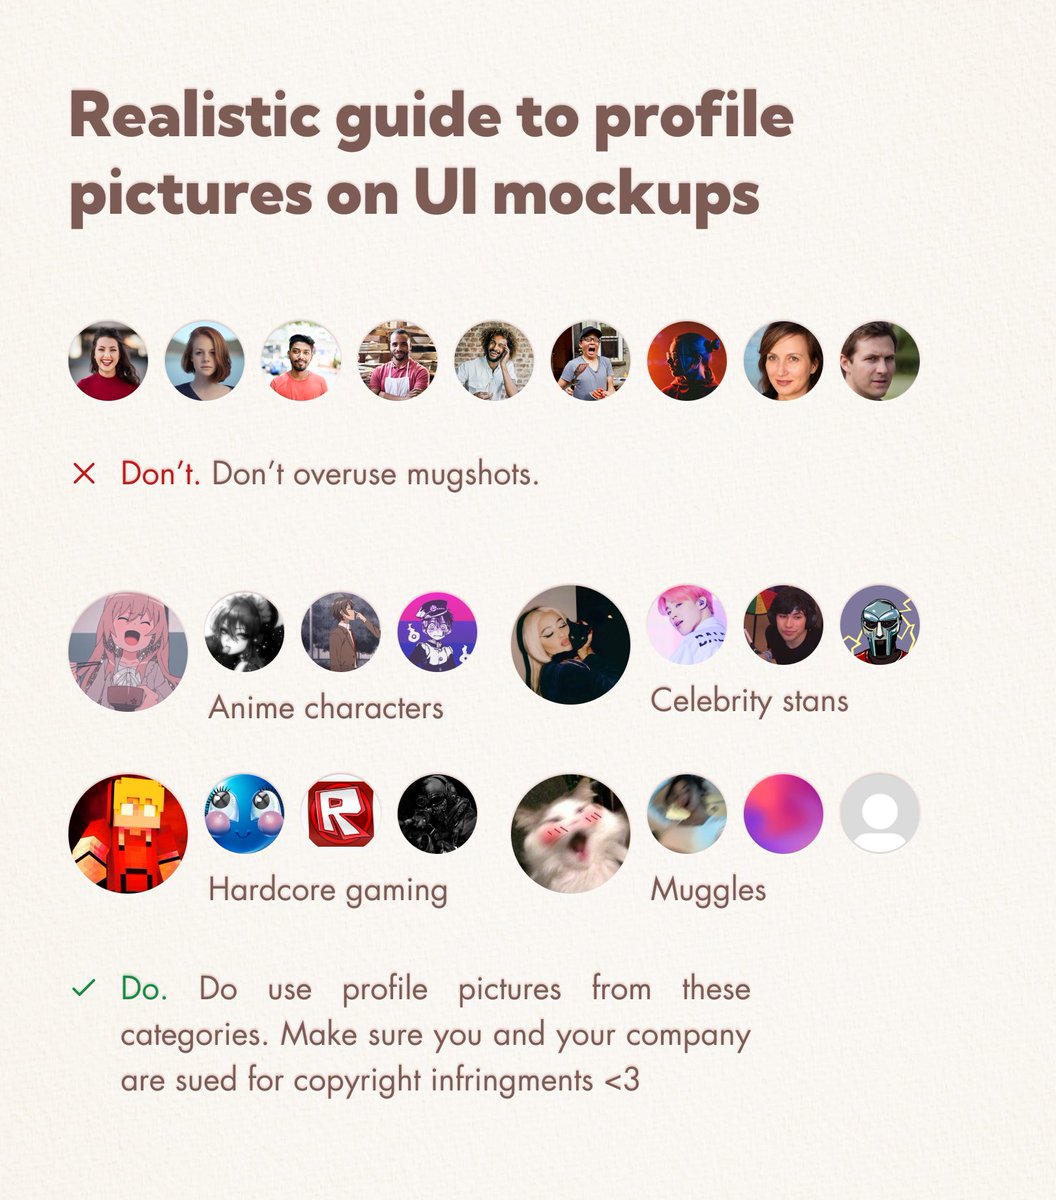 Realistic guide to profile
pictures on UI mockups
Don't. Don't overuse mugshots.
Anime characters
Celebrity stans
R
Hardcore gaming
Muggles
Do. Do use profile pictures from these
categories. Make sure you and your company
are sued for copyright infringments <3